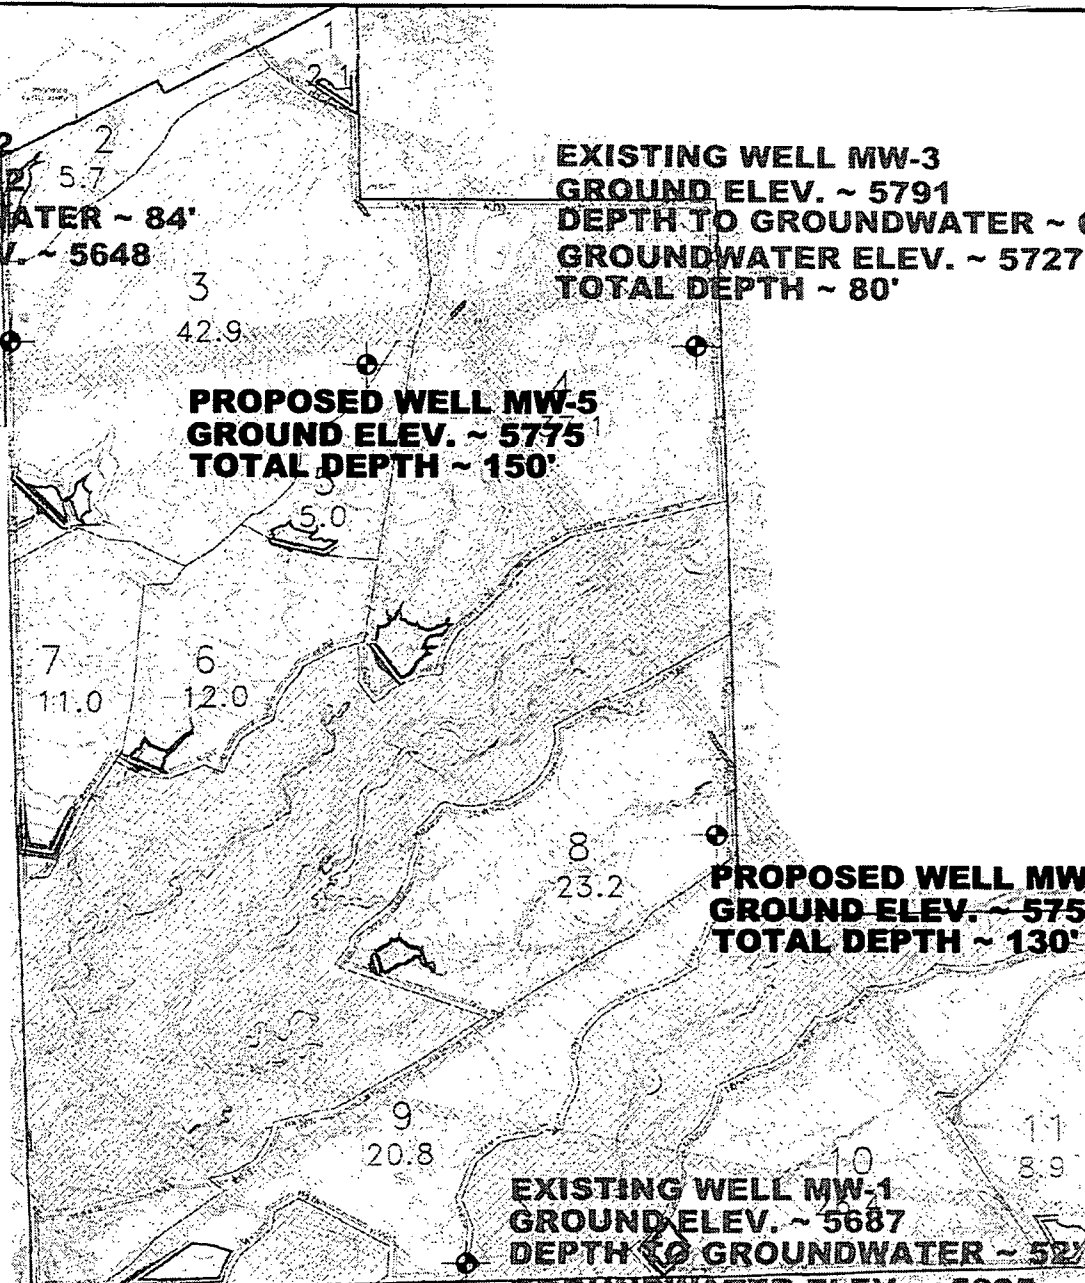 1
2.1
2
5.7
ATER ~ 84'
V. ~ 5648
EXISTING WELL MW-3
GROUND ELEV. ~ 5791
DEPTH TO GROUNDWATER ~
GROUNDWATER ELEV. ~ 5727
TOTAL DEPTH ~ 80'
3
42.9
4
PROPOSED WELL MW-5
GROUND ELEV. ~ 5775
TOTAL DEPTH ~ 150'
5
5.0
7
11.0
6
12.0
8
23.2
PROPOSED WELL MW
GROUND ELEV. ~ 575
TOTAL DEPTH ~ 130'
9
20.8
10
11
8.9
EXISTING WELL MW-1
GROUND ELEV. ~ 5687
DEPTH TO GROUNDWATER ~ 52'